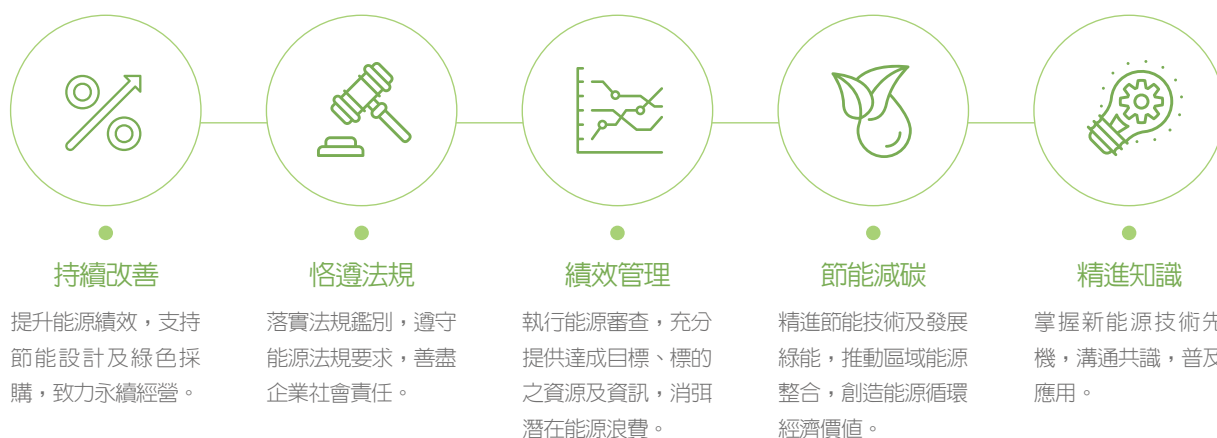 持續改善
提升能源績效，支持
節能設計及綠色採
購，致力永續經營。
恪遵法規
落實法規鑑別，遵守
能源法規要求，善盡
企業社會責任。
績效管理
執行能源審查，充分
提供達成目標、標的
之資源及資訊，消弭
潛在能源浪費。
節能減碳
精進節能技術及發展
綠能，推動區域能源
整合，創造能源循環
經濟價值。
精進知識
掌握新能源技術先
機，溝通共識，普及
應用。